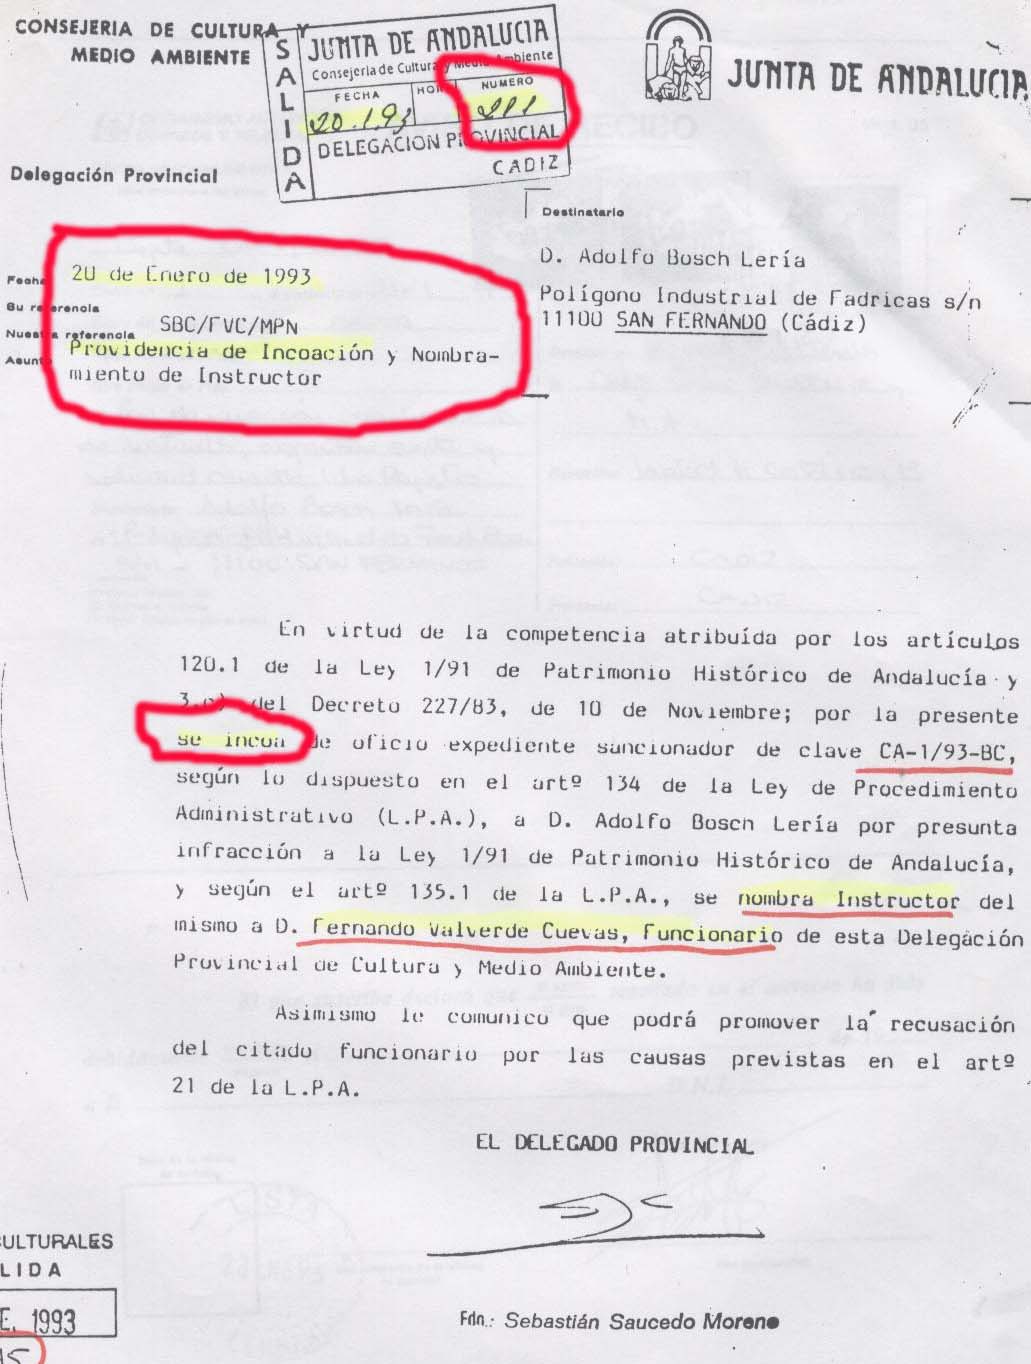 CONSEJERIA DE CULTURA Y
MEDIO AMBIENTE
SALIDA
JUNTA DE ANDALUCIA
Consejería de Cultura y Medio Ambiente
FECHA HORA NUMERO
20.1.93 211
DELEGACION PROVINCIAL
CADIZ
JUNTA DE ANDALUCIA
Delegación Provincial
Destinatario
D. Adolfo Bosch Lería
Polígono Industrial de Fadricas s/n
11100 SAN FERNANDO (Cádiz)
Fecha 20 de Enero de 1993
Su referencia
Nuestra referencia SBC/FVC/MPN
Asunto Providencia de Incoación y Nombra-
miento de Instructor
En virtud de la competencia atribuída por los artículos
120.1 de la Ley 1/91 de Patrimonio Histórico de Andalucía y
del Decreto 227/83, de 10 de Noviembre; por la presente
se incoa de oficio expediente sancionador de clave CA-1/93-BC,
según lo dispuesto en el artº 134 de la Ley de Procedimiento
Administrativo (L.P.A.), a D. Adolfo Bosch Lería por presunta
infracción a la Ley 1/91 de Patrimonio Histórico de Andalucía,
y según el artº 135.1 de la L.P.A., se nombra Instructor del
mismo a D. Fernando Valverde Cuevas, Funcionario de esta Delegación
Provincial de Cultura y Medio Ambiente.
Asimismo le comunico que podrá promover la recusación
del citado funcionario por las causas previstas en el artº
21 de la L.P.A.
EL DELEGADO PROVINCIAL
CULTURALES
LIDA
E. 1993
Fdn.: Sebastián Saucedo Moreno